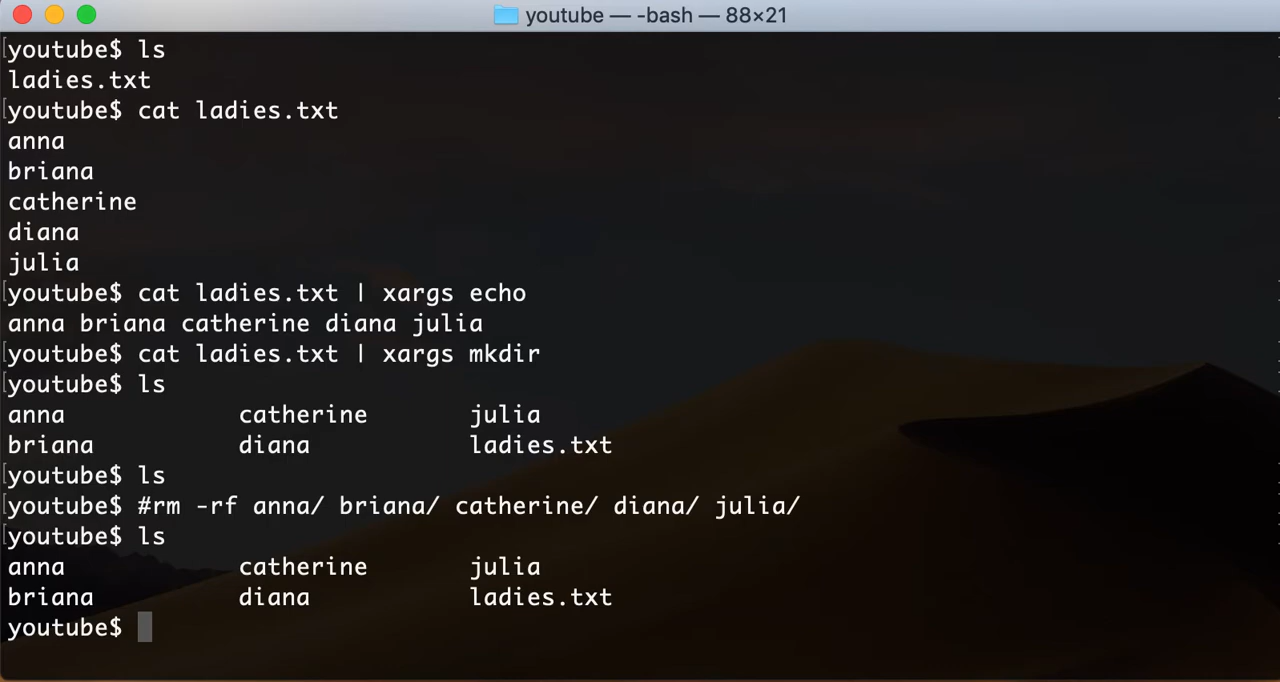 youtube — -bash — 88×21
[youtube$ ls
ladies.txt
[youtube$ cat ladies.txt
anna
briana
catherine
diana
julia
[youtube$ cat ladies.txt | xargs echo
anna briana catherine diana julia
[youtube$ cat ladies.txt | xargs mkdir
[youtube$ ls
anna catherine julia
briana diana ladies.txt
[youtube$ ls
[youtube$ #rm -rf anna/ briana/ catherine/ diana/ julia/
[youtube$ ls
anna catherine julia
briana diana ladies.txt
youtube$